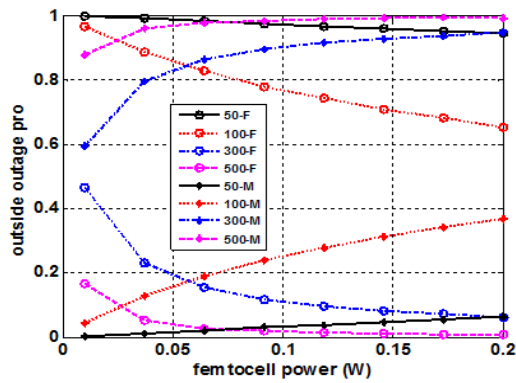 1
0.8
0.6
0.4
0.2
0
outside outage pro
50-F
100-F
300-F
500-F
50-M
100-M
300-M
500-M
0 0.05 0.1 0.15 0.2
femtocell power (W)